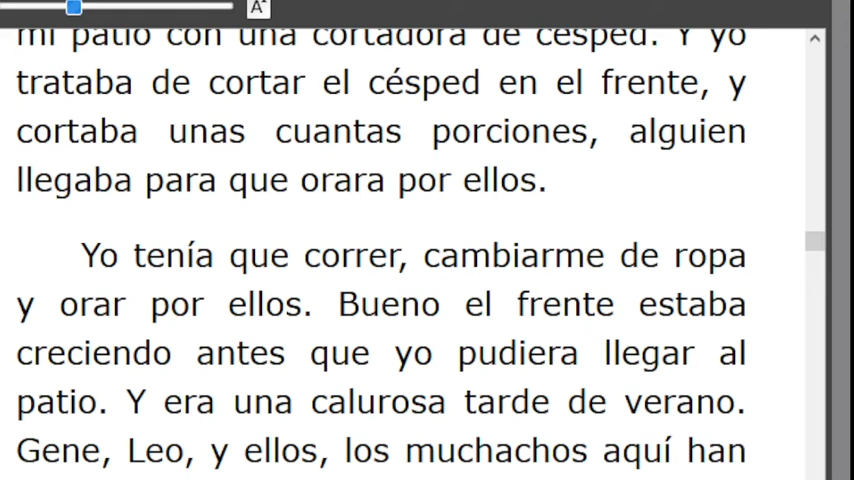 A
mi patio con una cortadora de césped. Y yo
trataba de cortar el césped en el frente, y
cortaba unas cuantas porciones, alguien
llegaba para que orara por ellos.
Yo tenía que correr, cambiarme de ropa
y orar por ellos. Bueno el frente estaba
creciendo antes que yo pudiera llegar al
patio. Y era una calurosa tarde de verano.
Gene, Leo, y ellos, los muchachos aquí han